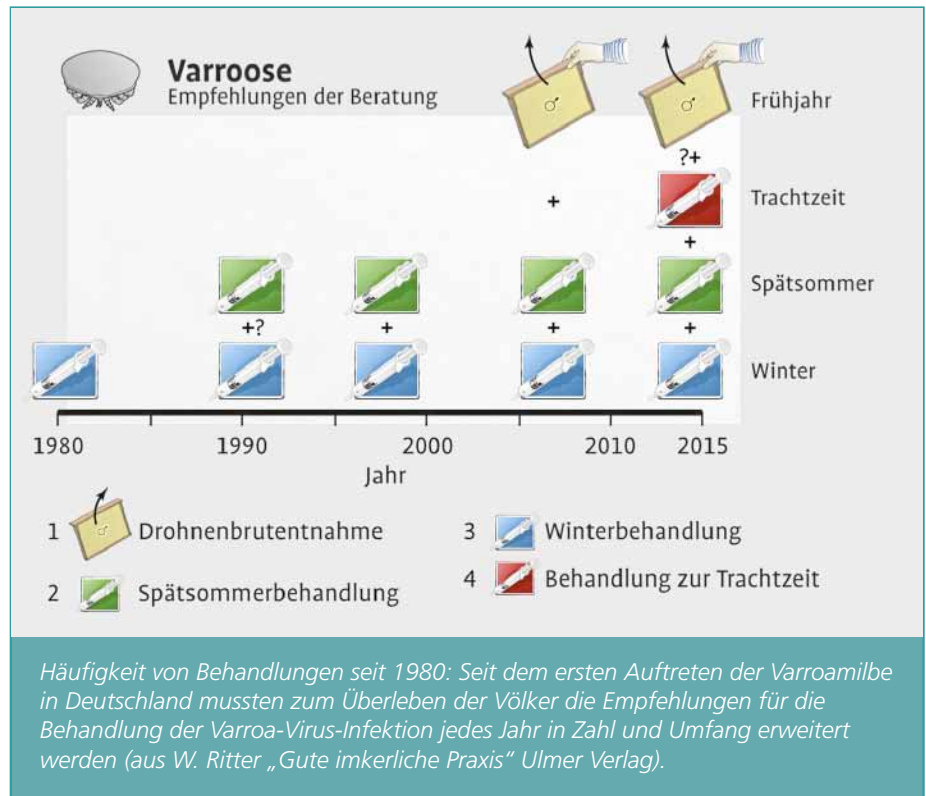 Varroose
Empfehlungen der Beratung
Frühjahr
?+
+ Trachtzeit
+
Spätsommer
+? + + +
Winter
1980 1990 2000 2010 2015
Jahr
1 ♂ Drohnenbrutentnahme
2 Spätsommerbehandlung
3 Winterbehandlung
4 Behandlung zur Trachtzeit
Häufigkeit von Behandlungen seit 1980: Seit dem ersten Auftreten der Varroamilbe
in Deutschland mussten zum Überleben der Völker die Empfehlungen für die
Behandlung der Varroa-Virus-Infektion jedes Jahr in Zahl und Umfang erweitert
werden (aus W. Ritter „Gute imkerliche Praxis“ Ulmer Verlag).